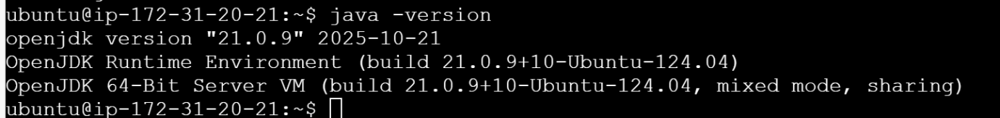 ubuntu@ip-172-31-20-21:~$ java -version
openjdk version "21.0.9" 2025-10-21
OpenJDK Runtime Environment (build 21.0.9+10-Ubuntu-124.04)
OpenJDK 64-Bit Server VM (build 21.0.9+10-Ubuntu-124.04, mixed mode, sharing)
ubuntu@ip-172-31-20-21:~$